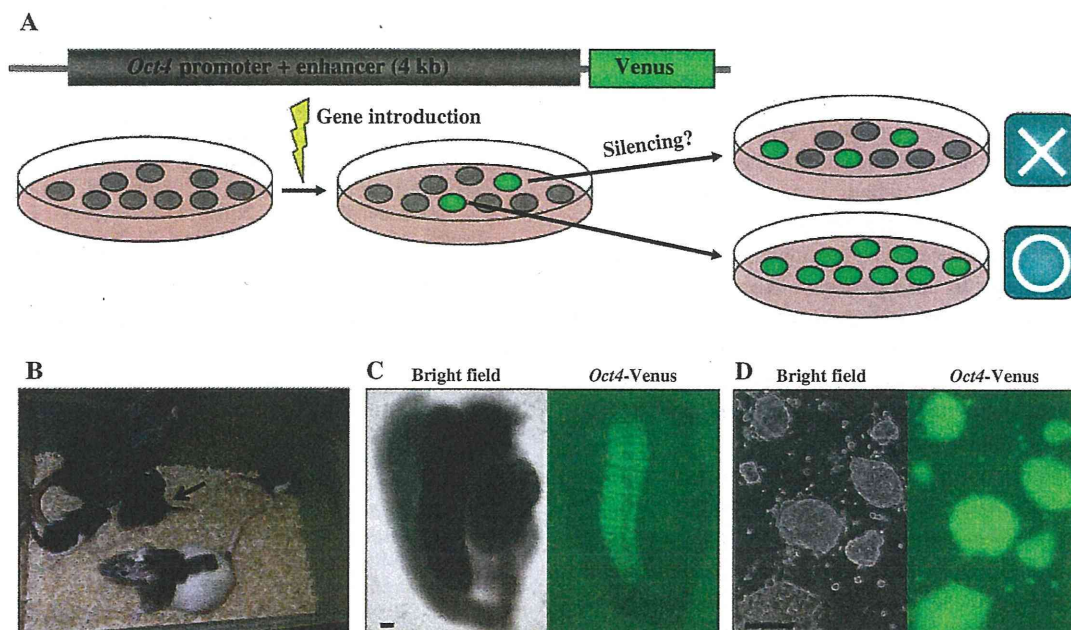 A
Oct4 promoter + enhancer (4 kb)
Venus
Gene introduction
Silencing?
B
C
Bright field
Oct4-Venus
D
Bright field
Oct4-Venus